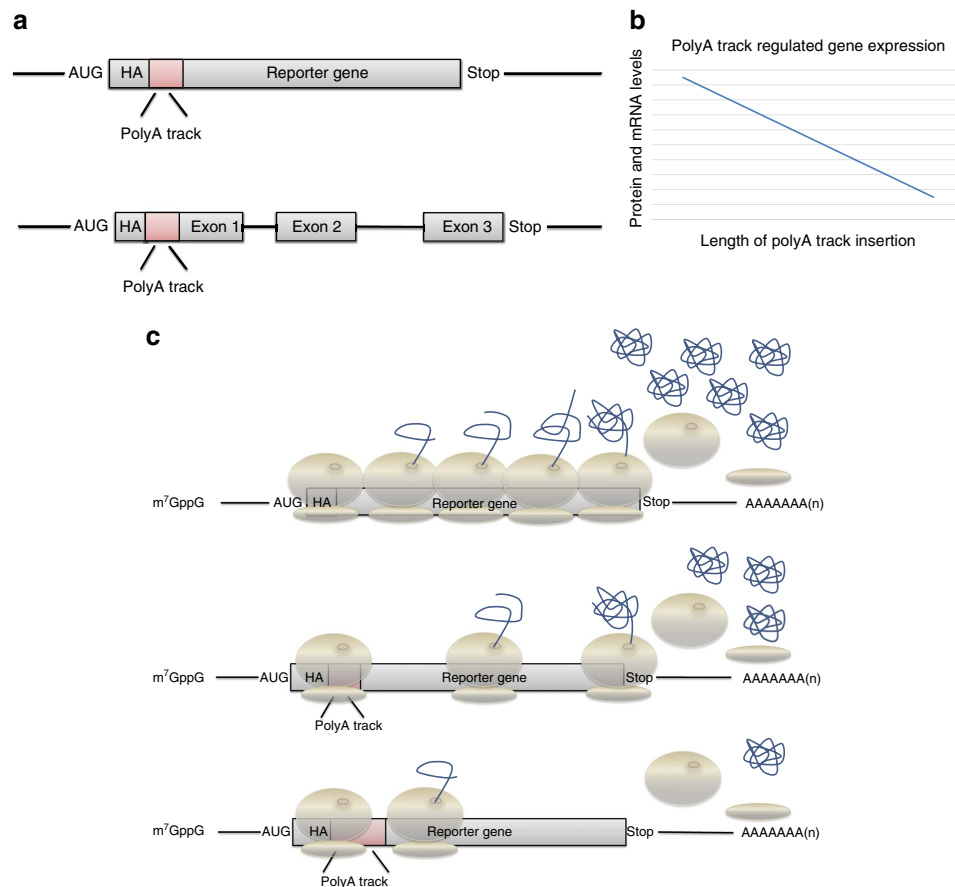 a
AUG HA Reporter gene Stop
PolyA track
AUG HA Exon 1 Exon 2 Exon 3 Stop
PolyA track
b
PolyA track regulated gene expression
Protein and mRNA levels
Length of polyA track insertion
c
m⁷GppG AUG HA Reporter gene Stop AAAAAAA(n)
m⁷GppG AUG HA Reporter gene Stop AAAAAAA(n)
PolyA track
m⁷GppG AUG HA Reporter gene Stop AAAAAAA(n)
PolyA track